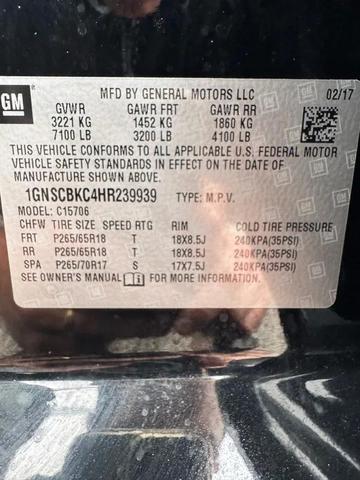 GM
MFD BY GENERAL MOTORS LLC 02/17
GVWR GAWR FRT GAWR RR
3221 KG 1452 KG 1860 KG
7100 LB 3200 LB 4100 LB
THIS VEHICLE CONFORMS TO ALL APPLICABLE U.S. FEDERAL MOTOR
VEHICLE SAFETY STANDARDS IN EFFECT ON THE DATE OF
MANUFACTURE SHOWN ABOVE.
1GNSCBKC4HR239939 TYPE: M.P.V.
MODEL: C15706
CHFW TIRE SIZE SPEED RTG RIM COLD TIRE PRESSURE
FRT P265/65R18 T 18X8.5J 240KPA(35PSI)
RR P265/65R18 T 18X8.5J 240KPA(35PSI)
SPA P265/70R17 S 17X7.5J 240KPA(35PSI)
SEE OWNER'S MANUAL FOR ADDITIONAL INFORMATION.